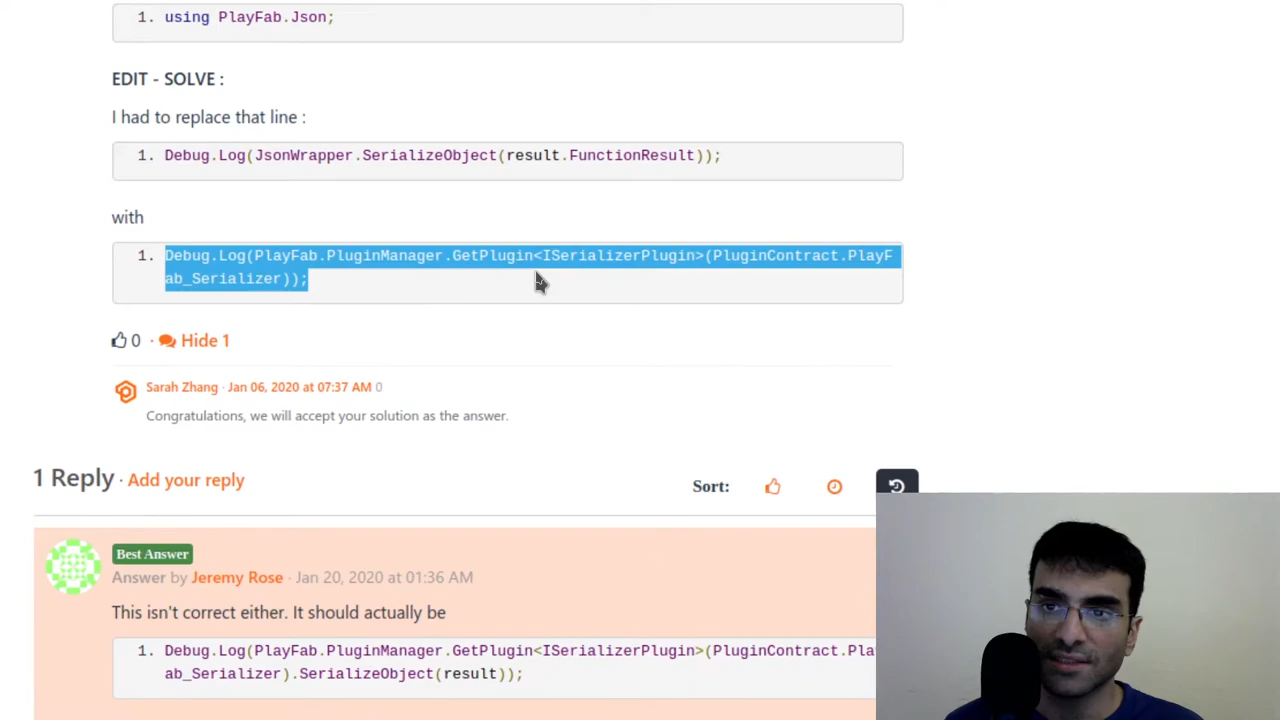 1. using PlayFab.Json;
EDIT - SOLVE :
I had to replace that line :
1. Debug.Log(JsonWrapper.SerializeObject(result.FunctionResult));
with
1. Debug.Log(PlayFab.PluginManager.GetPlugin<ISerializerPlugin>(PluginContract.PlayF
ab_Serializer));
0 · Hide 1
Sarah Zhang · Jan 06, 2020 at 07:37 AM 0
Congratulations, we will accept your solution as the answer.
1 Reply · Add your reply
Sort:
Best Answer
Answer by Jeremy Rose · Jan 20, 2020 at 01:36 AM
This isn't correct either. It should actually be
1. Debug.Log(PlayFab.PluginManager.GetPlugin<ISerializerPlugin>(PluginContract.Pla
ab_Serializer).SerializeObject(result));